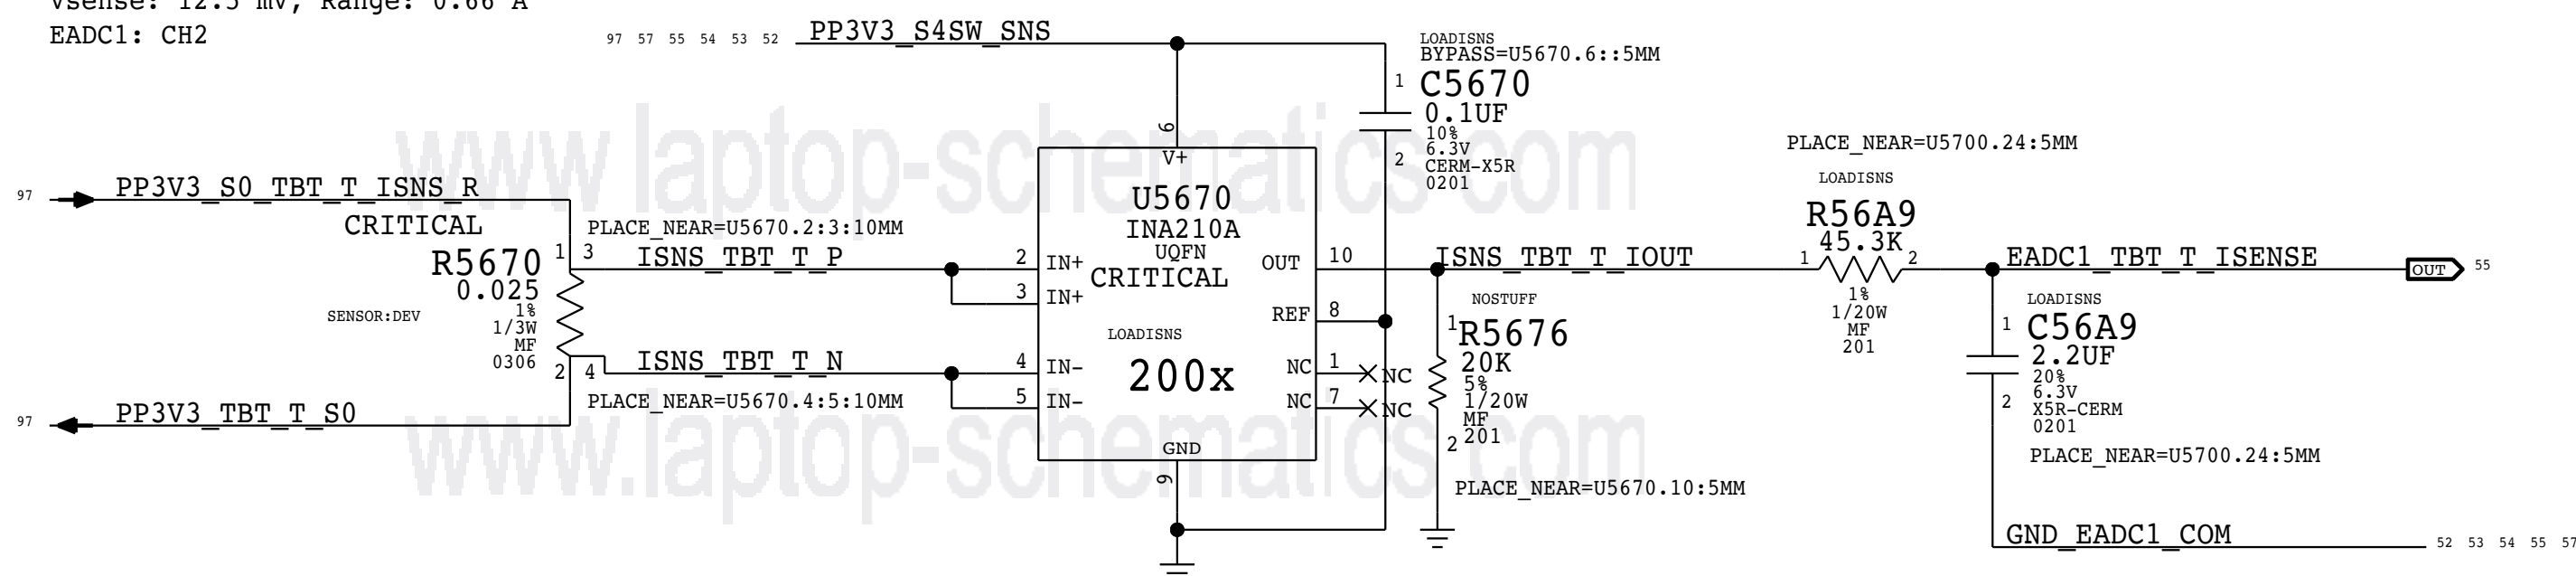 Vsense: 12.5 mV, Range: 0.66 A
EADC1: CH2
97 57 55 54 53 52 PP3V3_S4SW_SNS
LOADISNS
BYPASS=U5670.6::5MM
1 C5670
0.1UF
10%
6.3V
2 CERM-X5R
0201
www.laptop-schematics.com
97 PP3V3_S0_TBT_T_ISNS_R
CRITICAL
R5670
0.025
1%
1/3W
MF
0306
SENSOR:DEV
1 3
2 4
PLACE_NEAR=U5670.2:3:10MM
ISNS_TBT_T_P
ISNS_TBT_T_N
PLACE_NEAR=U5670.4:5:10MM
97 PP3V3_TBT_T_S0
6
V+
U5670
INA210A
UQFN
CRITICAL
LOADISNS
200x
2 IN+
3 IN+
4 IN-
5 IN-
OUT 10
REF 8
NC 1 NC
NC 7 NC
GND
9
ISNS_TBT_T_IOUT
NOSTUFF
1 R5676
20K
5%
1/20W
MF
2 201
PLACE_NEAR=U5670.10:5MM
PLACE_NEAR=U5700.24:5MM
LOADISNS
R56A9
45.3K
1 2
1%
1/20W
MF
201
EADC1_TBT_T_ISENSE
OUT 55
LOADISNS
1 C56A9
2.2UF
20%
6.3V
2 X5R-CERM
0201
PLACE_NEAR=U5700.24:5MM
GND_EADC1_COM 52 53 54 55 57
www.laptop-schematics.com